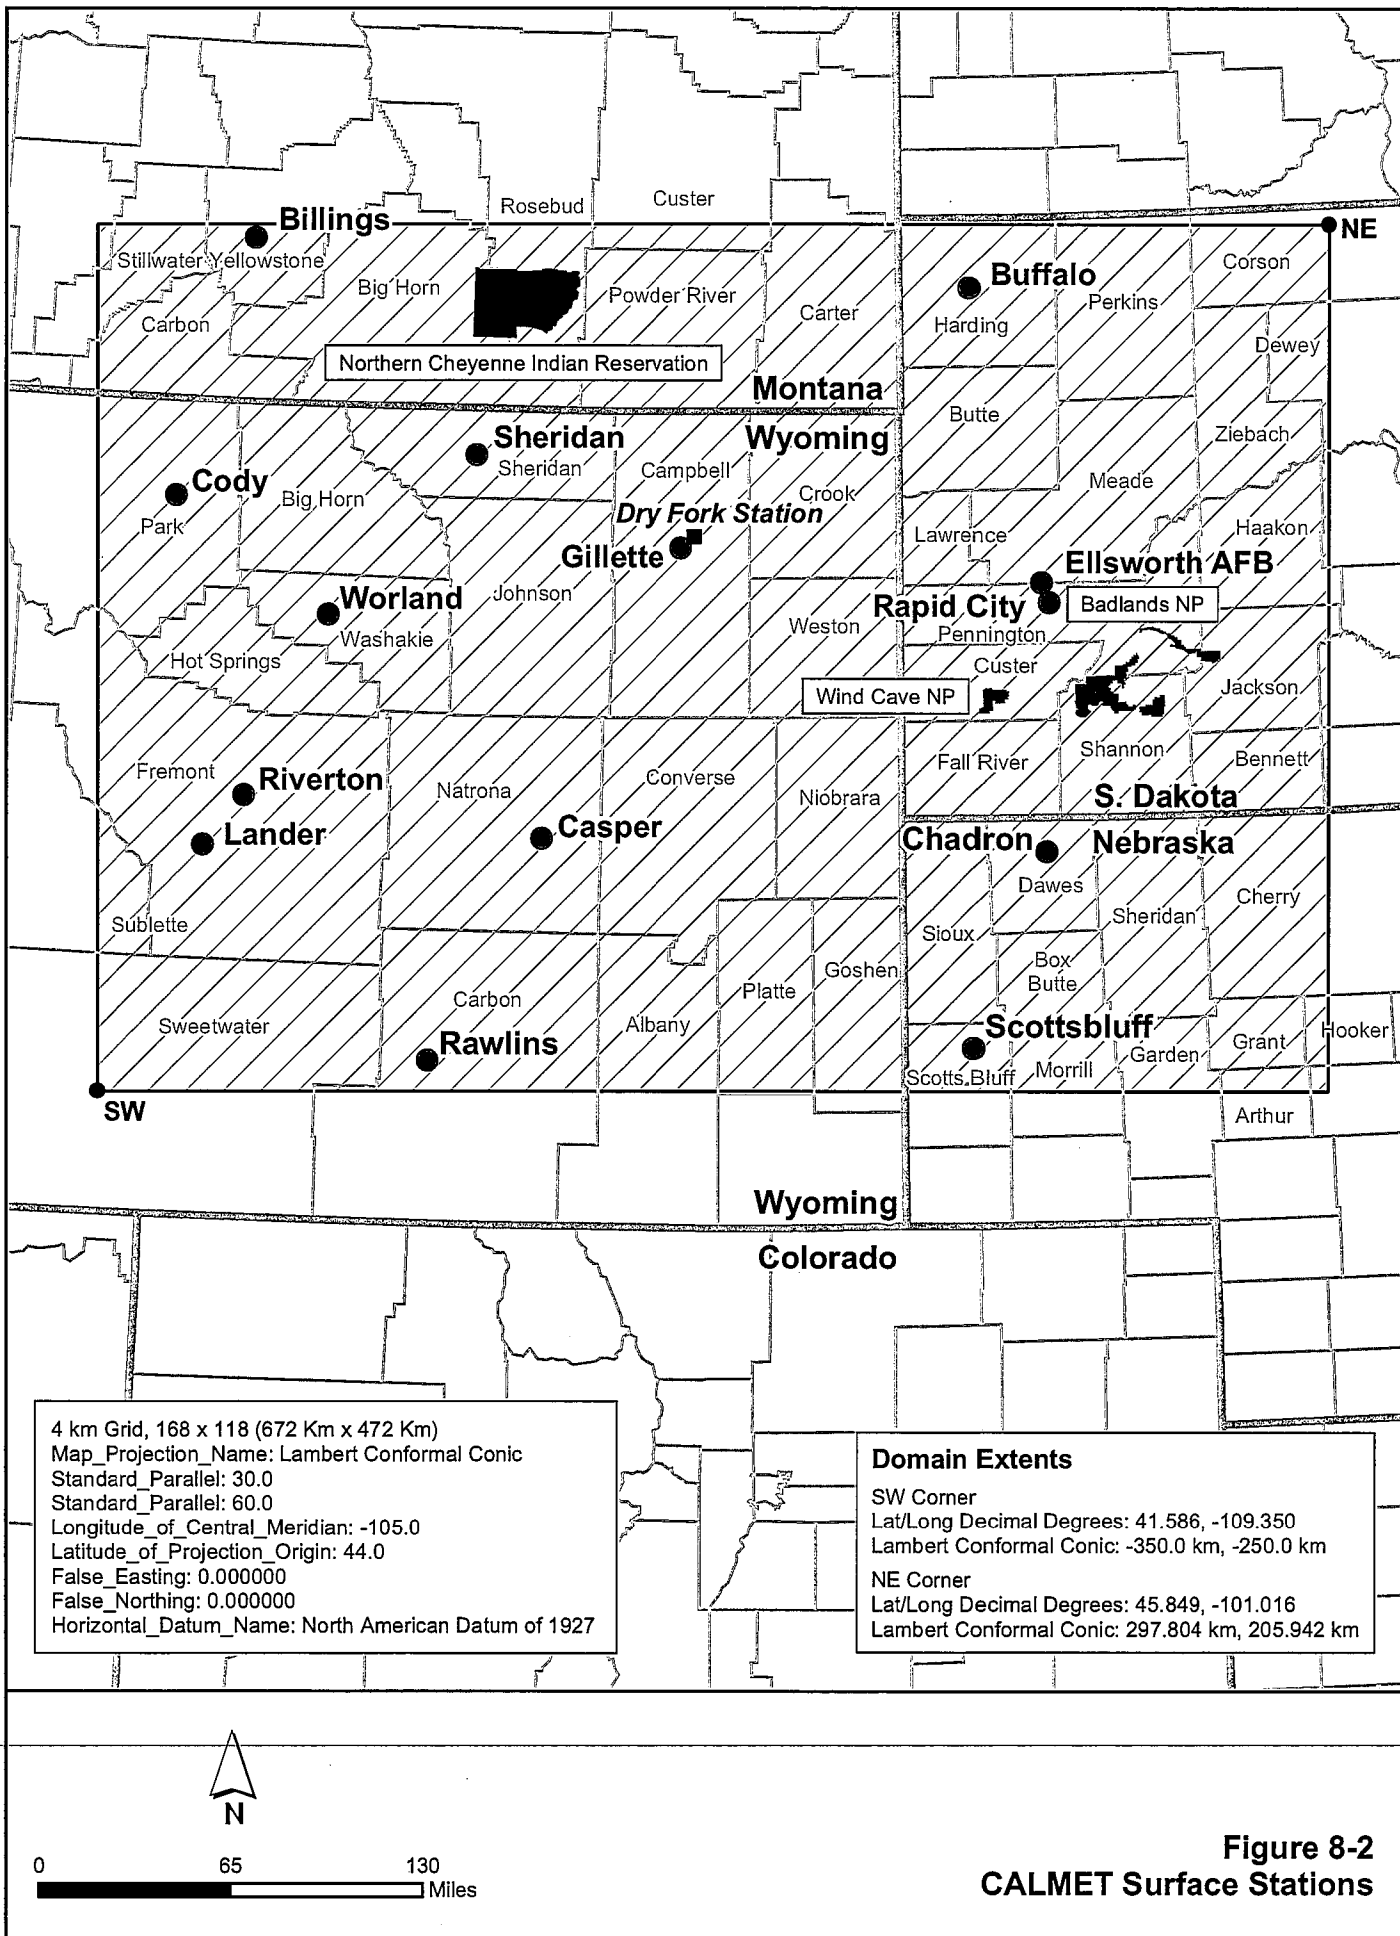 Rosebud
Custer
Billings
NE
Stillwater
Yellowstone
Big Horn
Powder River
Buffalo
Perkins
Corson
Carbon
Carter
Harding
Dewey
Northern Cheyenne Indian Reservation
Montana
Butte
Sheridan
Sheridan
Wyoming
Ziebach
Cody
Park
Big Horn
Campbell
Crook
Meade
Dry Fork Station
Lawrence
Haakon
Gillette
Ellsworth AFB
Worland
Washakie
Johnson
Rapid City
Badlands NP
Weston
Pennington
Hot Springs
Custer
Wind Cave NP
Jackson
Fremont
Riverton
Natrona
Converse
Niobrara
Fall River
Shannon
Bennett
S. Dakota
Lander
Casper
Chadron
Nebraska
Dawes
Cherry
Sublette
Sioux
Sheridan
Box
Butte
Goshen
Platte
Carbon
Sweetwater
Albany
Rawlins
Scottsbluff
Grant
Hooker
Garden
Scotts Bluff
Morrill
SW
Arthur
Wyoming
Colorado
4 km Grid, 168 x 118 (672 Km x 472 Km)
Map_Projection_Name: Lambert Conformal Conic
Standard_Parallel: 30.0
Standard_Parallel: 60.0
Longitude_of_Central_Meridian: -105.0
Latitude_of_Projection_Origin: 44.0
False_Easting: 0.000000
False_Northing: 0.000000
Horizontal_Datum_Name: North American Datum of 1927
Domain Extents
SW Corner
Lat/Long Decimal Degrees: 41.586, -109.350
Lambert Conformal Conic: -350.0 km, -250.0 km
NE Corner
Lat/Long Decimal Degrees: 45.849, -101.016
Lambert Conformal Conic: 297.804 km, 205.942 km
N
0 65 130
Miles
Figure 8-2
CALMET Surface Stations